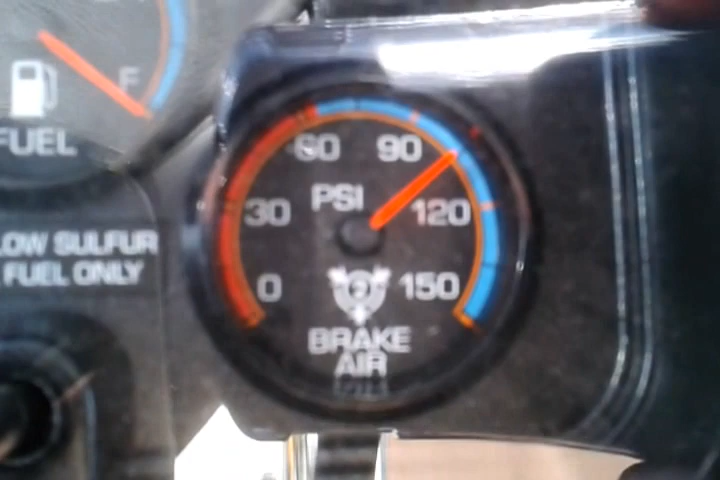 F
FUEL
LOW SULFUR
FUEL ONLY
60 90
PSI
30 120
0 150
BRAKE
AIR